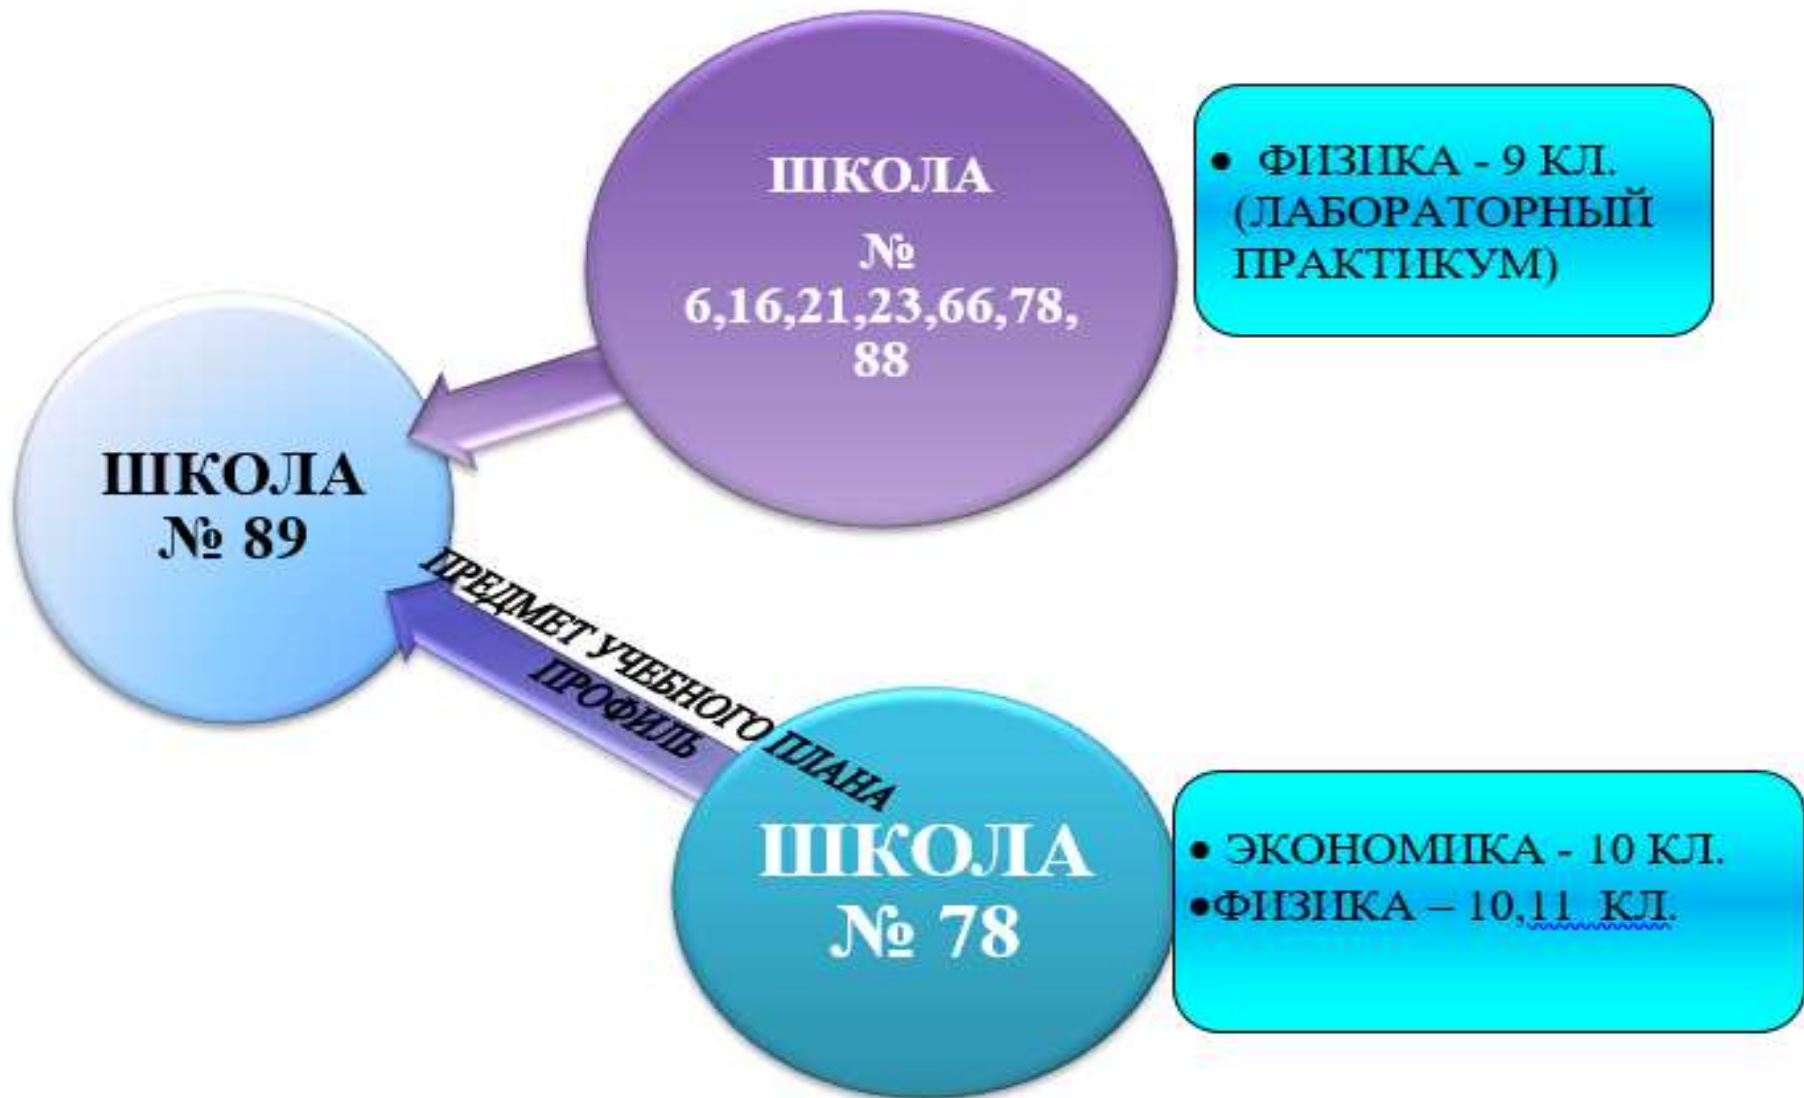 ШКОЛА
№
6,16,21,23,66,78,
88
• ФИЗИКА - 9 КЛ.
(ЛАБОРАТОРНЫЙ
ПРАКТИКУМ)
ШКОЛА
№ 89
ПРЕДМЕТ УЧЕБНОГО ПЛАНА
ПРОФИЛЬ
ШКОЛА
№ 78
• ЭКОНОМИКА - 10 КЛ.
•ФИЗИКА – 10,11 КЛ.